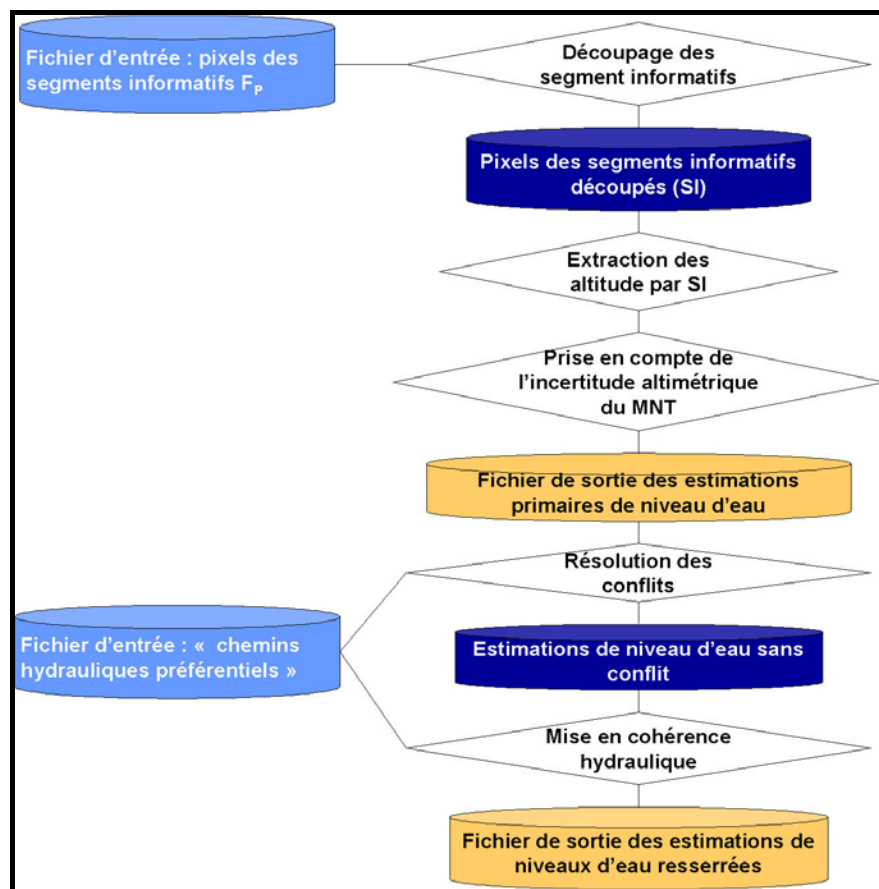 Fichier d'entrée : pixels des
segments informatifs FP
Découpage des
segment informatifs
Pixels des segments informatifs
découpés (SI)
Extraction des
altitude par SI
Prise en compte de
l'incertitude altimétrique
du MNT
Fichier de sortie des estimations
primaires de niveau d'eau
Résolution des
conflits
Fichier d'entrée : « chemins
hydrauliques préférentiels »
Estimations de niveau d'eau sans
conflit
Mise en cohérence
hydraulique
Fichier de sortie des estimations de
niveaux d'eau resserrées